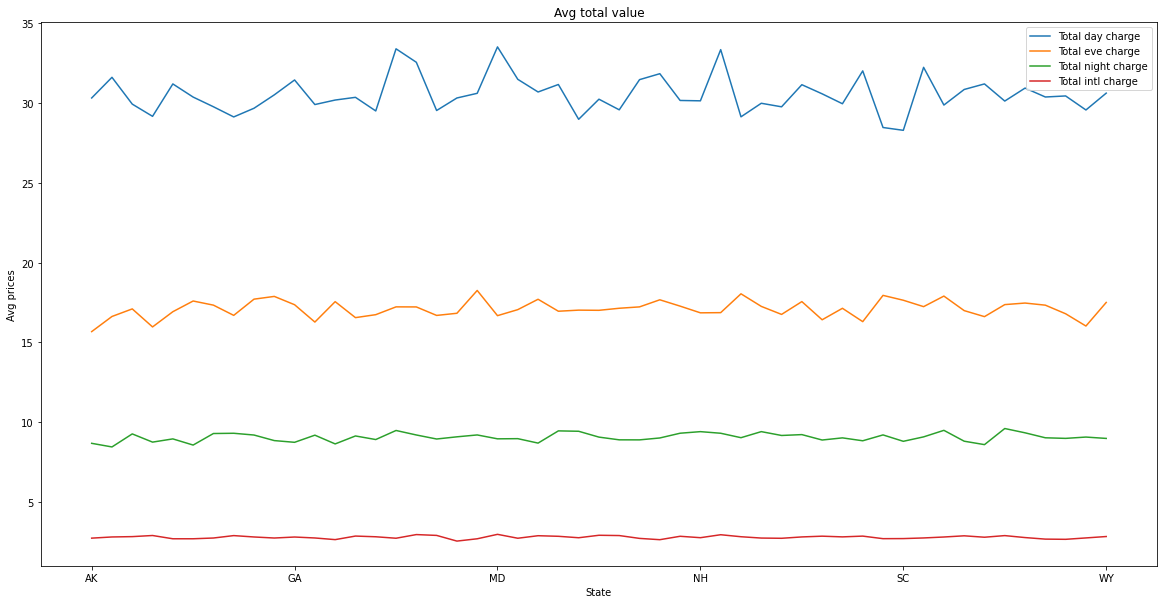 Avg total value
Total day charge
Total eve charge
Total night charge
Total intl charge
35
30
25
20
15
10
5
Avg prices
AK GA MD NH SC WY
State